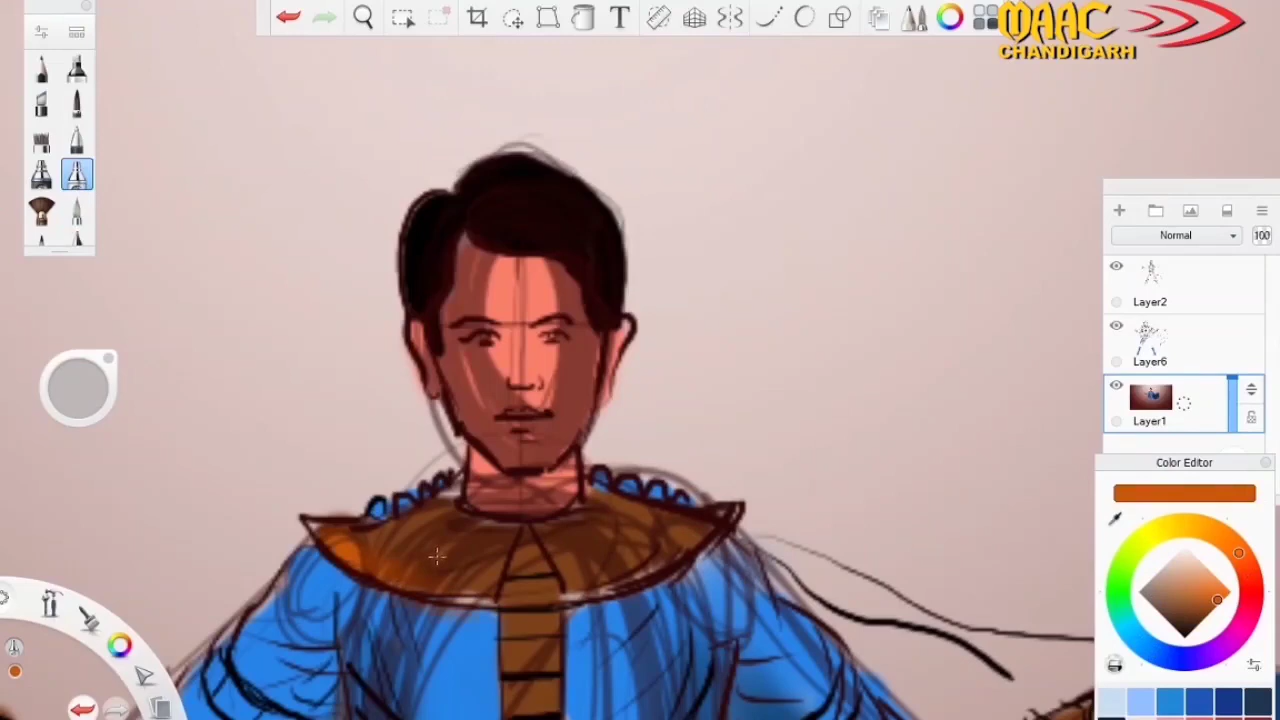 MAAC
CHANDIGARH
T
Normal
100
Layer2
Layer6
Layer1
Color Editor